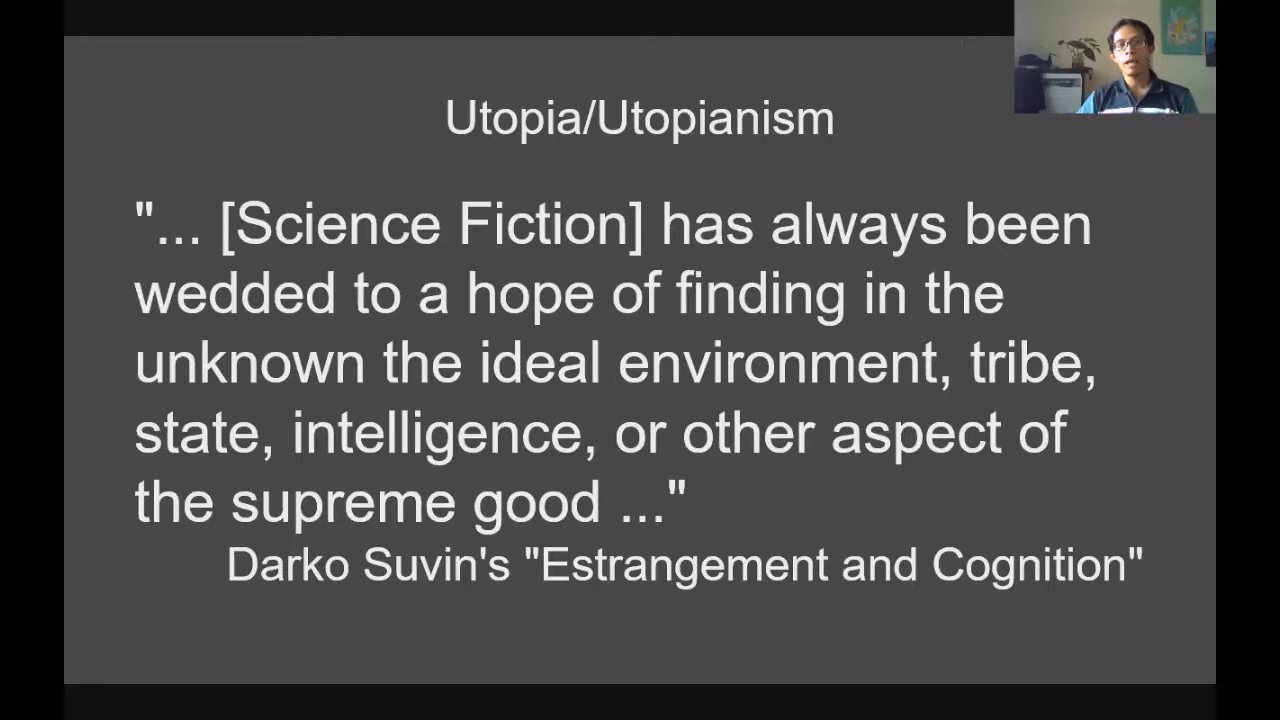 Utopia/Utopianism
"... [Science Fiction] has always been
wedded to a hope of finding in the
unknown the ideal environment, tribe,
state, intelligence, or other aspect of
the supreme good ..."
Darko Suvin's "Estrangement and Cognition"